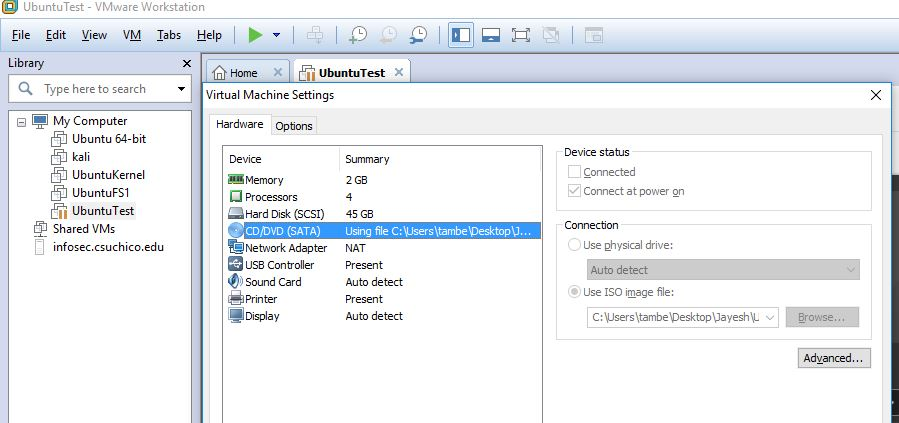 UbuntuTest - VMware Workstation
File Edit View VM Tabs Help
Library
Type here to search
My Computer
Ubuntu 64-bit
kali
UbuntuKernel
UbuntuFS1
UbuntuTest
Shared VMs
infosec.csuchico.edu
Home
UbuntuTest
Virtual Machine Settings
Hardware Options
Device Summary
Memory 2 GB
Processors 4
Hard Disk (SCSI) 45 GB
CD/DVD (SATA) Using file C:\Users\tambe\Desktop\J...
Network Adapter NAT
USB Controller Present
Sound Card Auto detect
Printer Present
Display Auto detect
Device status
Connected
Connect at power on
Connection
Use physical drive:
Auto detect
Use ISO image file:
C:\Users\tambe\Desktop\Jayesh\U
Browse...
Advanced...